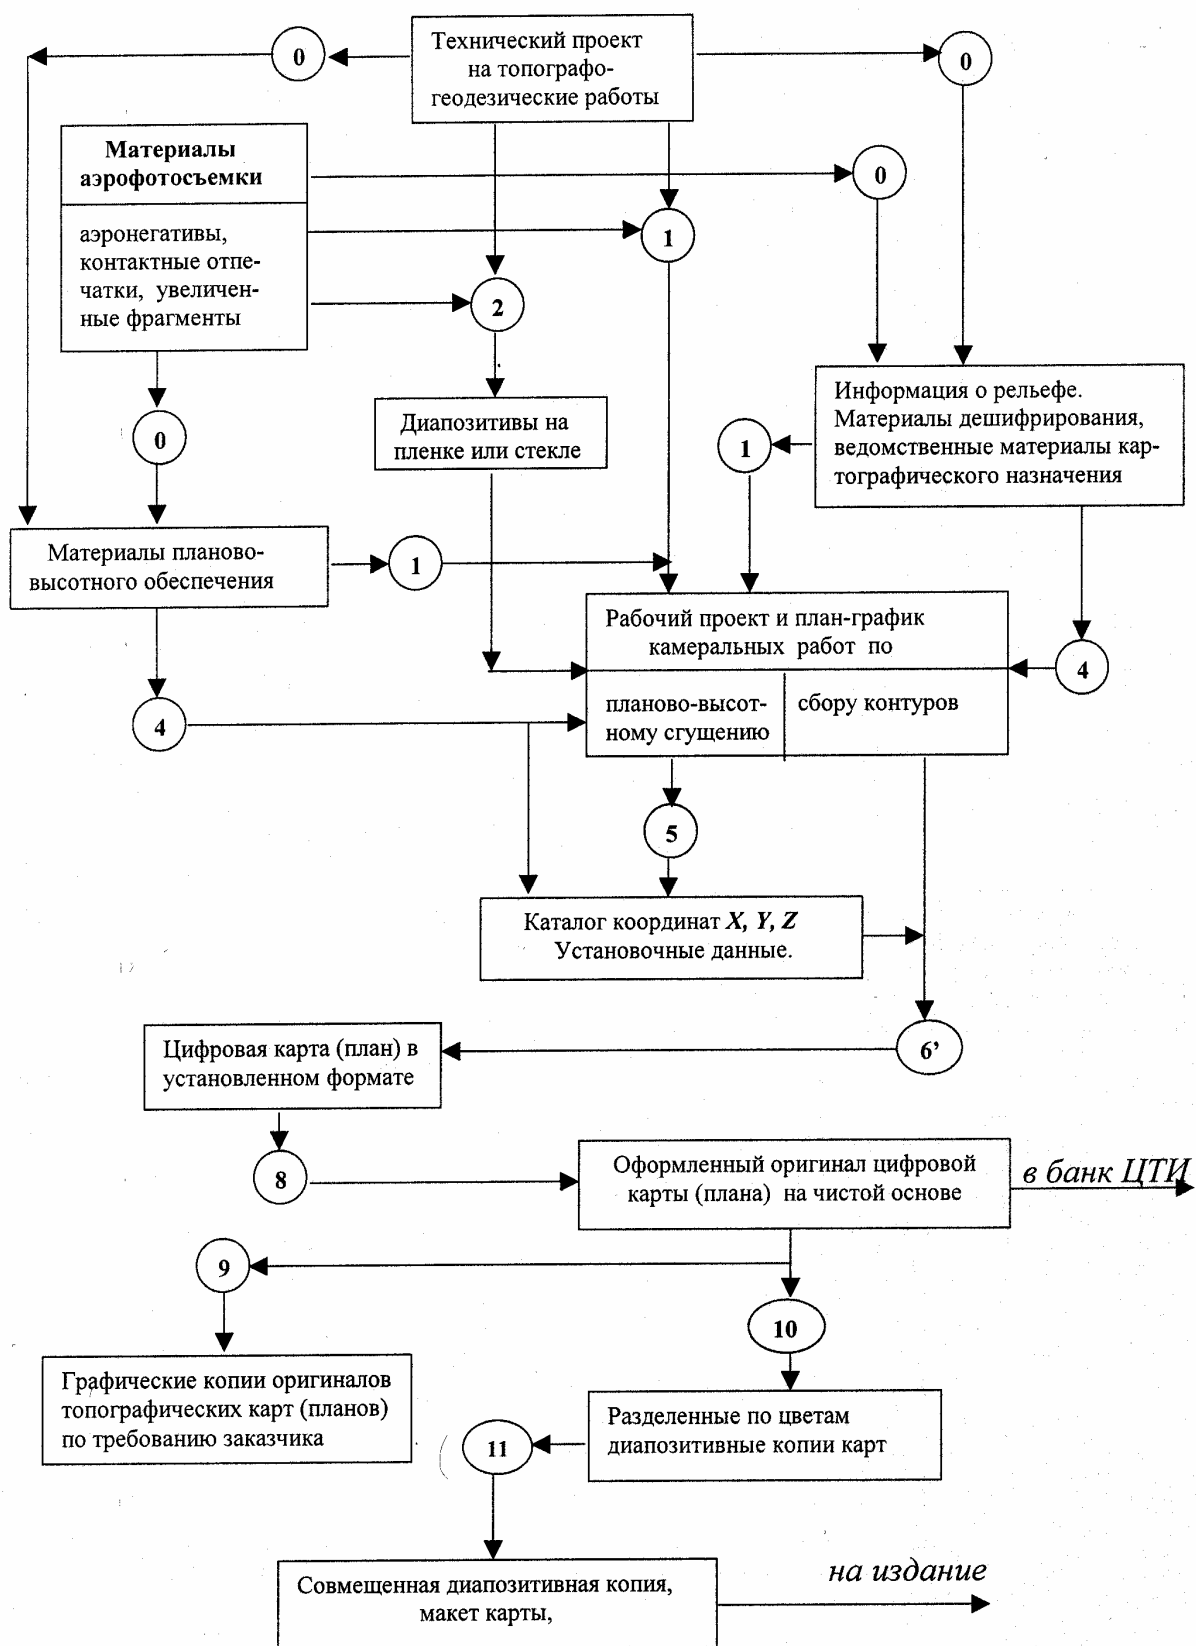 Технический проект
на топографо-
геодезические работы
0
0
Материалы
аэрофотосъемки
0
аэронегативы,
контактные отпе-
чатки, увеличен-
ные фрагменты
1
2
Информация о рельефе.
Материалы дешифрирования,
ведомственные материалы кар-
тографического назначения
Диапозитивы на
пленке или стекле
0
1
Материалы планово-
высотного обеспечения
1
Рабочий проект и план-график
камеральных работ по
4
планово-высот-
ному сгущению
сбору контуров
4
5
Каталог координат X, Y, Z
Установочные данные.
Цифровая карта (план) в
установленном формате
6’
8
Оформленный оригинал цифровой
карты (плана) на чистой основе
в банк ЦТИ
9
10
Графические копии оригиналов
топографических карт (планов)
по требованию заказчика
Разделенные по цветам
диапозитивные копии карт
11
Совмещенная диапозитивная копия,
макет карты,
на издание